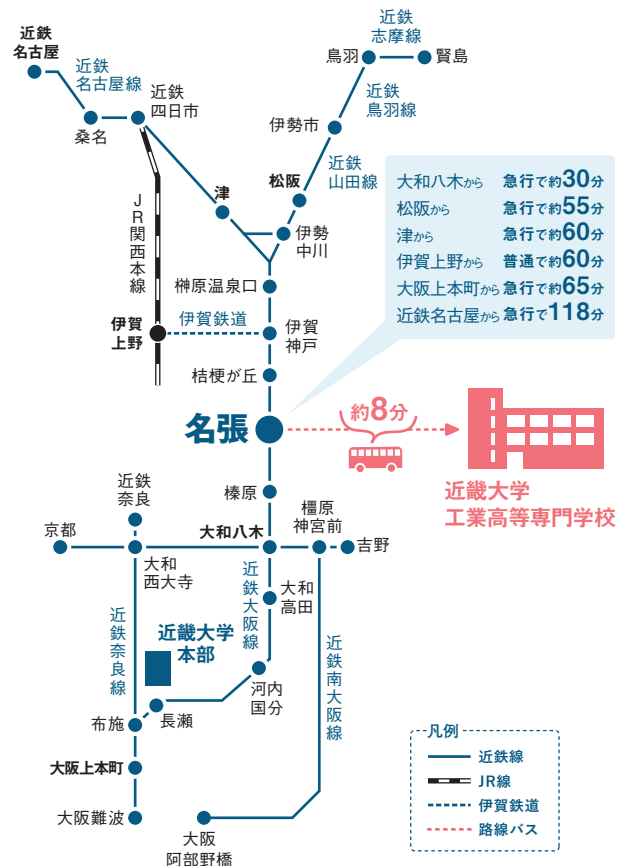 近鉄
名古屋
近鉄
名古屋線
桑名
近鉄
四日市
鳥羽
近鉄
志摩線
賢島
近鉄
鳥羽線
伊勢市
近鉄
山田線
松阪
津
伊勢
中川
JR関西本線
榊原温泉口
伊賀
上野
伊賀鉄道
伊賀
神戸
桔梗が丘
大和八木から 急行で約30分
松阪から 急行で約55分
津から 急行で約60分
伊賀上野から 普通で約60分
大阪上本町から 急行で約65分
近鉄名古屋から 急行で118分
名張
約8分
近畿大学
工業高等専門学校
榛原
近鉄
奈良
京都
大和
西大寺
大和八木
橿原
神宮前
吉野
近鉄大阪線
大和
高田
近鉄奈良線
近畿大学
本部
近鉄南大阪線
河内
国分
長瀬
布施
大阪上本町
大阪難波
大阪
阿部野橋
凡例
近鉄線
JR線
伊賀鉄道
路線バス